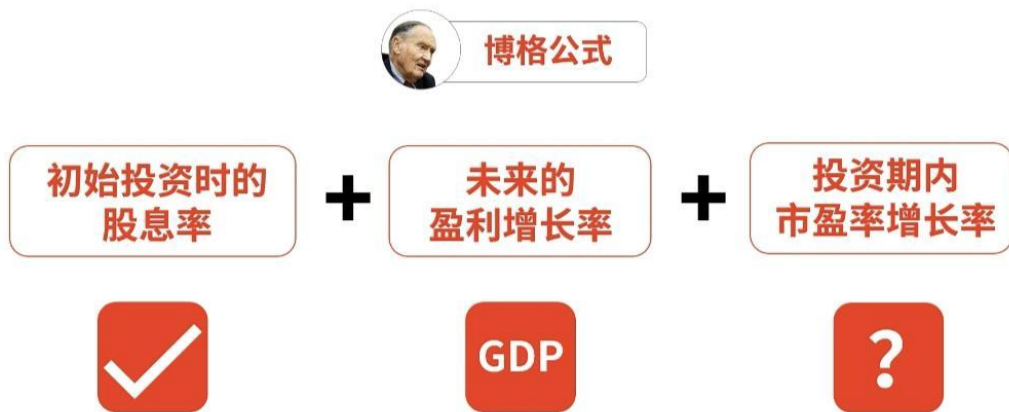 博格公式
初始投资时的
股息率
+
未来的
盈利增长率
+
投资期内
市盈率增长率
GDP
?